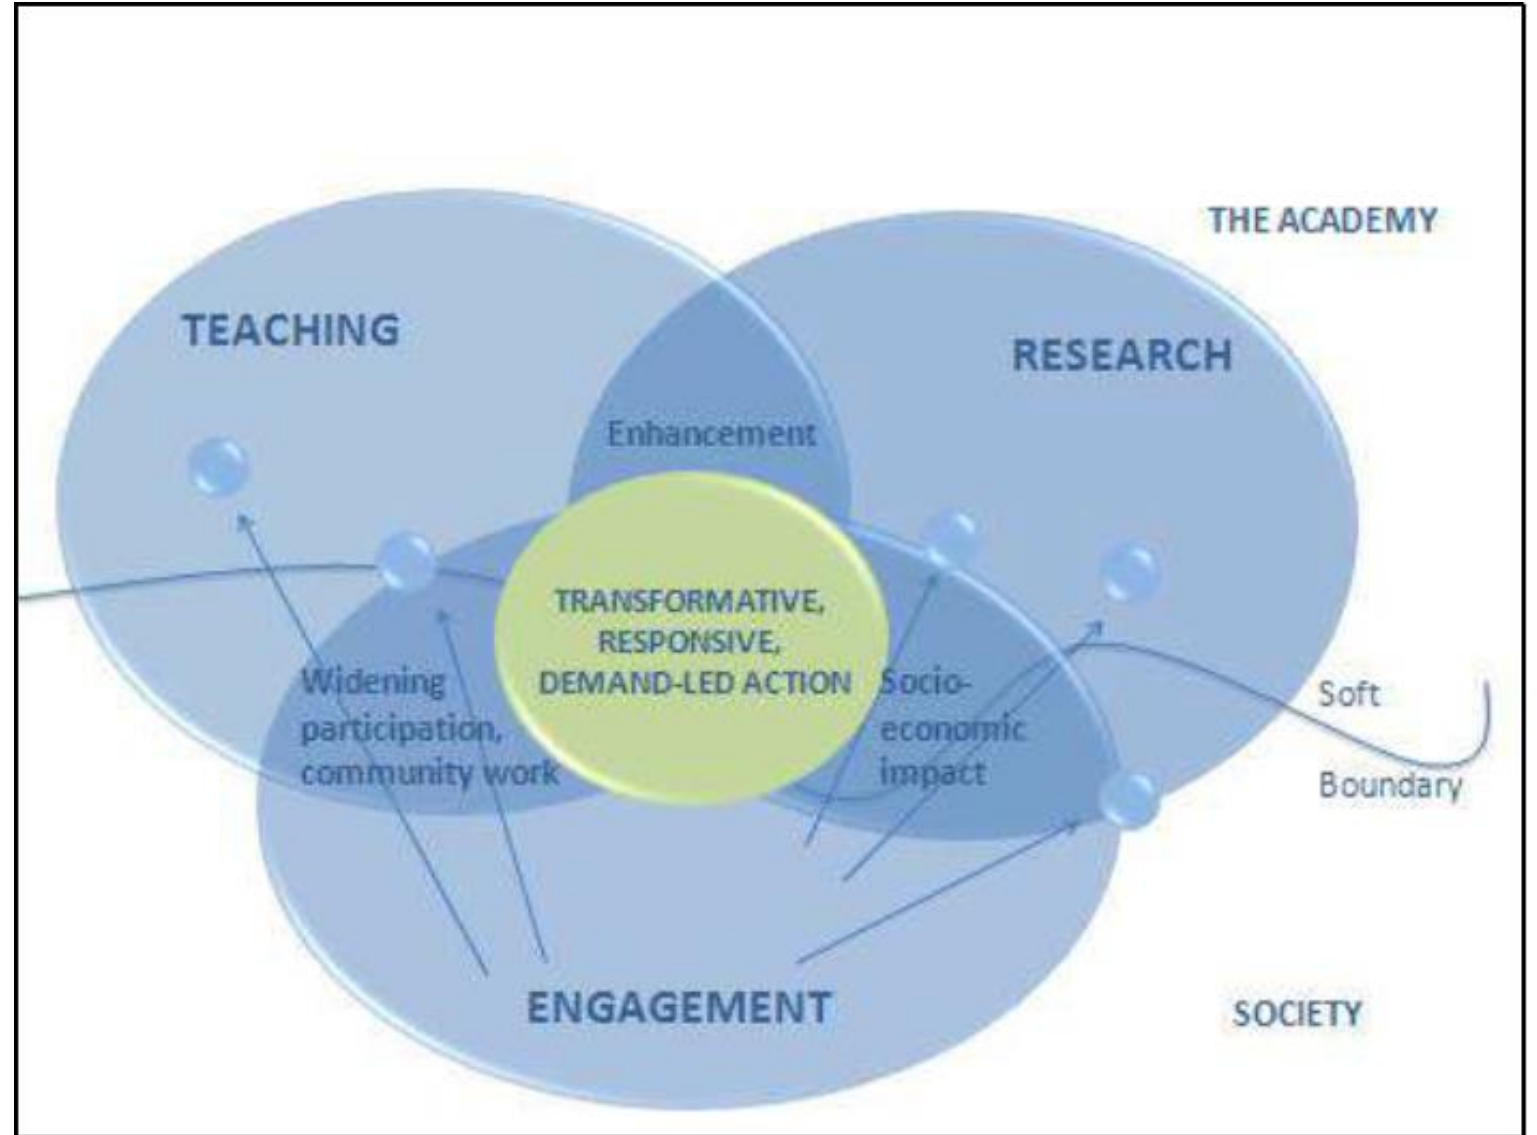 THE ACADEMY
TEACHING
RESEARCH
Enhancement
TRANSFORMATIVE,
RESPONSIVE,
DEMAND-LED ACTION
Widening
participation,
community work
Socio-
economic
impact
Soft
Boundary
ENGAGEMENT
SOCIETY